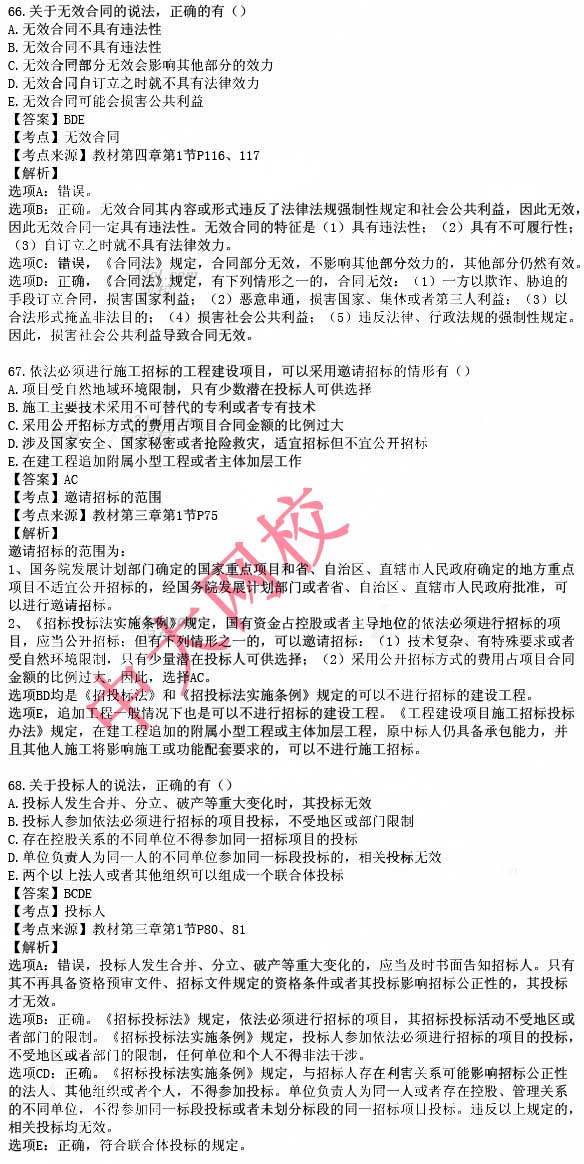 66.关于无效合同的说法，正确的有（）
A.无效合同不具有违法性
B.无效合同不具有违法性
C.无效合同部分无效会影响其他部分的效力
D.无效合同自订立之时就不具有法律效力
E.无效合同可能会损害公共利益
【答案】BDE
【考点】无效合同
【考点来源】教材第四章第1节P116、117
【解析】
选项A：错误。
选项B：正确。无效合同其内容或形式违反了法律法规强制性规定和社会公共利益，因此无效，
因此无效合同一定具有违法性。无效合同的特征是（1）具有违法性；（2）具有不可履行性；
（3）自订立之时就不具有法律效力。
选项C：错误，《合同法》规定，合同部分无效，不影响其他部分效力的，其他部分仍然有效。
选项D：正确，《合同法》规定，有下列情形之一的，合同无效：（1）一方以欺诈、胁迫的
手段订立合同，损害国家利益；（2）恶意串通，损害国家、集体或者第三人利益；（3）以
合法形式掩盖非法目的；（4）损害社会公共利益；（5）违反法律、行政法规的强制性规定。
因此，损害社会公共利益导致合同无效。
67.依法必须进行施工招标的工程建设项目，可以采用邀请招标的情形有（）
A.项目受自然地域环境限制，只有少数潜在投标人可供选择
B.施工主要技术采用不可替代的专利或者专有技术
C.采用公开招标方式的费用占项目合同金额的比例过大
D.涉及国家安全、国家秘密或者抢险救灾，适宜招标但不宜公开招标
E.在建工程追加附属小型工程或者主体加层工作
【答案】AC
【考点】邀请招标的范围
【考点来源】教材第三章第1节P75
【解析】
邀请招标的范围为：
1、国务院发展计划部门确定的国家重点项目和省、自治区、直辖市人民政府确定的地方重点
项目不适宜公开招标的，经国务院发展计划部门或者省、自治区、直辖市人民政府批准，可
以进行邀请招标。
2、《招标投标法实施条例》规定，国有资金占控股或者主导地位的依法必须进行招标的项
目，应当公开招标；但有下列情形之一的，可以邀请招标：（1）技术复杂、有特殊要求或者
受自然环境限制，只有少量潜在投标人可供选择；（2）采用公开招标方式的费用占项目合同
金额的比例过大。因此，选择AC。
选项BD均是《招投标法》和《招投标法实施条例》规定的可以不进行招标的建设工程。
选项E，追加工程一般情况下也是可以不进行招标的建设工程。《工程建设项目施工招标投标
办法》规定，在建工程追加的附属小型工程或主体加层工程，原中标人仍具备承包能力，并
且其他人施工将影响施工或功能配套要求的，可以不进行施工招标。
68.关于投标人的说法，正确的有（）
A.投标人发生合并、分立、破产等重大变化时，其投标无效
B.投标人参加依法必须进行招标的项目的投标，不受地区或部门限制
C.存在控股关系的不同单位不得参加同一招标项目的投标
D.单位负责人为同一人的不同单位参加同一标段投标的，相关投标无效
E.两个以上法人或者其他组织可以组成一个联合体投标
【答案】BCDE
【考点】投标人
【考点来源】教材第三章第1节P80、81
【解析】
选项A：错误，投标人发生合并、分立、破产等重大变化的，应当及时书面告知招标人。只有
其不再具备资格预审文件、招标文件规定的资格条件或者其投标影响招标公正性的，其投标
才无效。
选项B：正确。《招标投标法》规定，依法必须进行招标的项目，其招标投标活动不受地区或
者部门的限制。《招标投标法实施条例》规定，投标人参加依法必须进行招标的项目的投标，
不受地区或者部门的限制，任何单位和个人不得非法干涉。
选项CD：正确。《招标投标法实施条例》规定，与招标人存在利害关系可能影响招标公正性
的法人、其他组织或者个人，不得参加投标。单位负责人为同一人或者存在控股、管理关系
的不同单位，不得参加同一标段投标或者未划分标段的同一招标项目投标。违反以上规定的，
相关投标均无效。
选项E：正确，符合联合体投标的规定。
中大网校